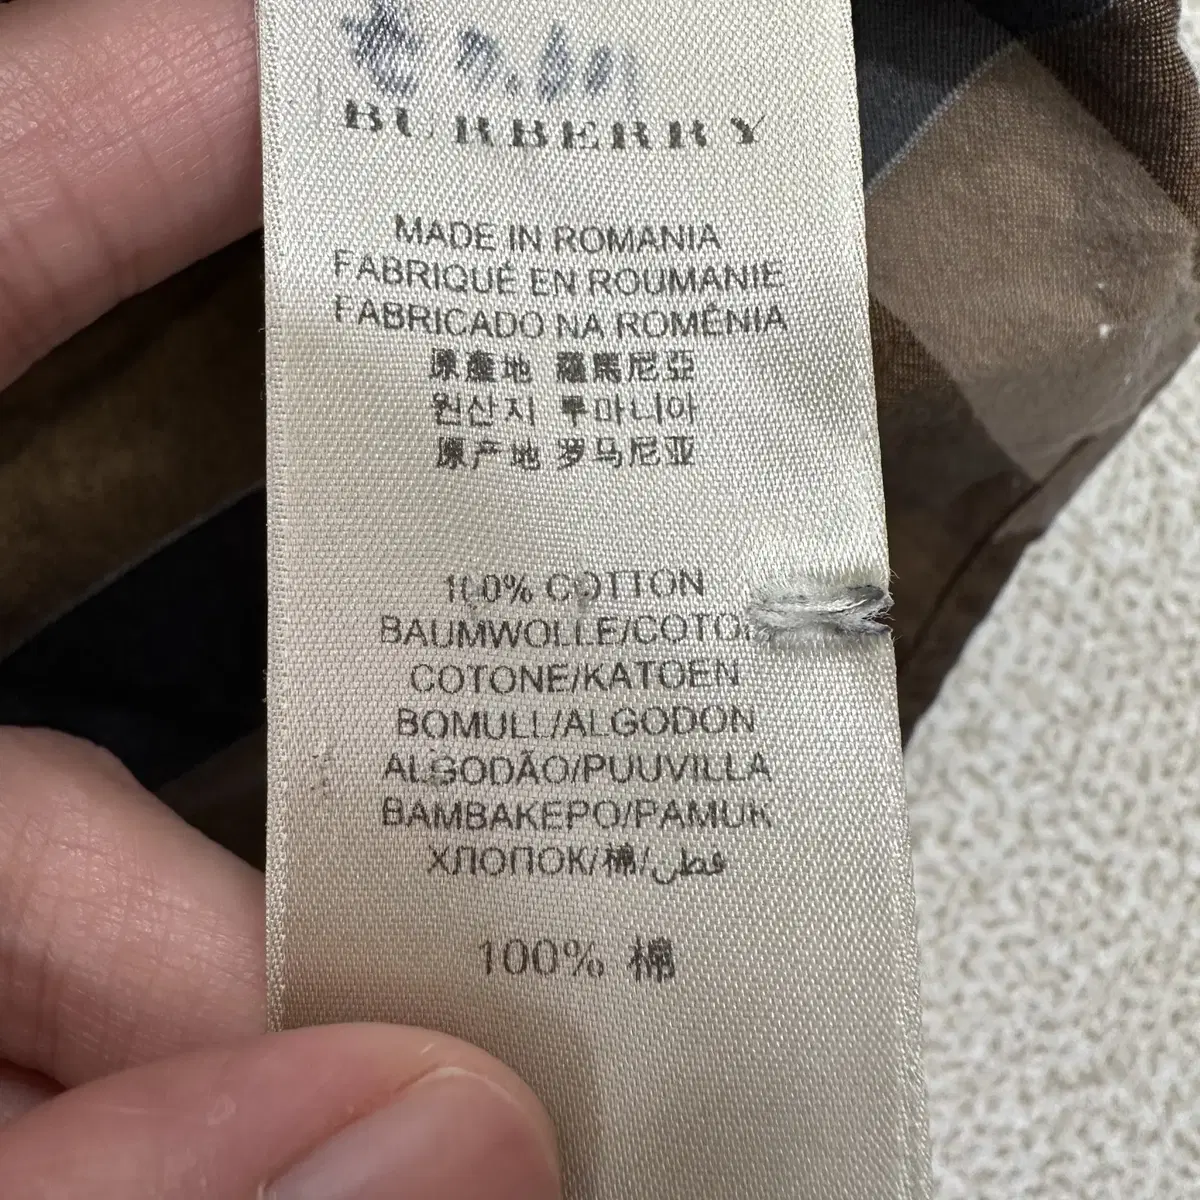 BURBERRY
MADE IN ROMANIA
FABRIQUÉ EN ROUMANIE
FABRICADO NA ROMÊNIA
原產地 羅馬尼亞
원산지 루마니아
原产地 罗马尼亚
100% COTTON
BAUMWOLLE/COTON
COTONE/KATOEN
BOMULL/ALGODON
ALGODÃO/PUUVILLA
BAMBAKEPO/PAMUK
ХЛОПОК/棉/قطن
100% 棉